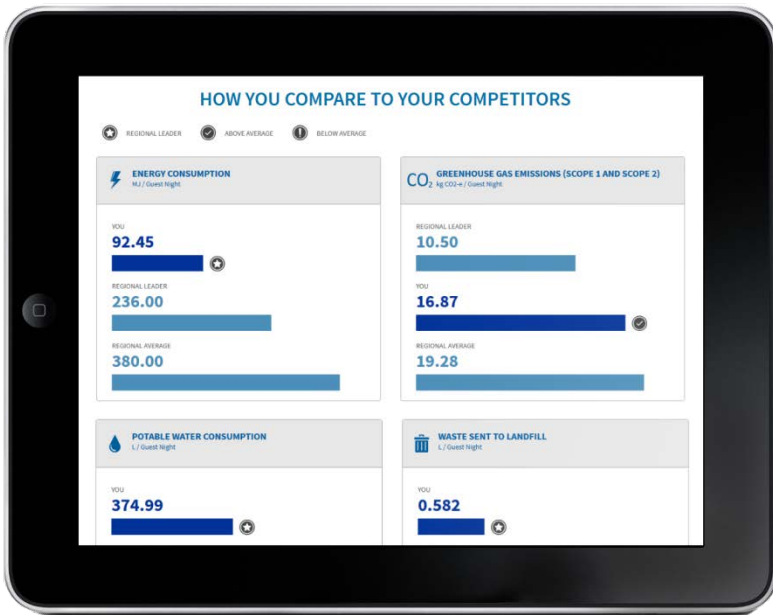 HOW YOU COMPARE TO YOUR COMPETITORS
REGIONAL LEADER ABOVE AVERAGE BELOW AVERAGE
ENERGY CONSUMPTION
MJ / Guest Night
YOU
92.45
REGIONAL LEADER
236.00
REGIONAL AVERAGE
380.00
CO2 GREENHOUSE GAS EMISSIONS (SCOPE 1 AND SCOPE 2)
kg CO2-e / Guest Night
REGIONAL LEADER
10.50
YOU
16.87
REGIONAL AVERAGE
19.28
POTABLE WATER CONSUMPTION
L / Guest Night
YOU
374.99
WASTE SENT TO LANDFILL
L / Guest Night
YOU
0.582